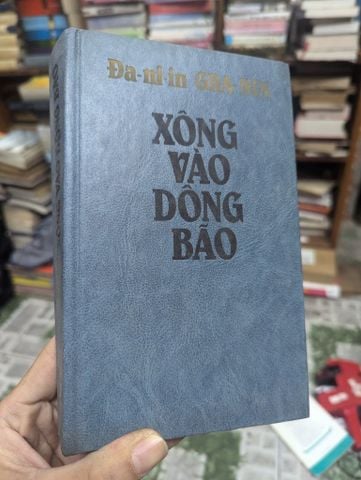 Đa-ni-in GRA-NIN
XÔNG
VÀO
DÔNG
BÃO